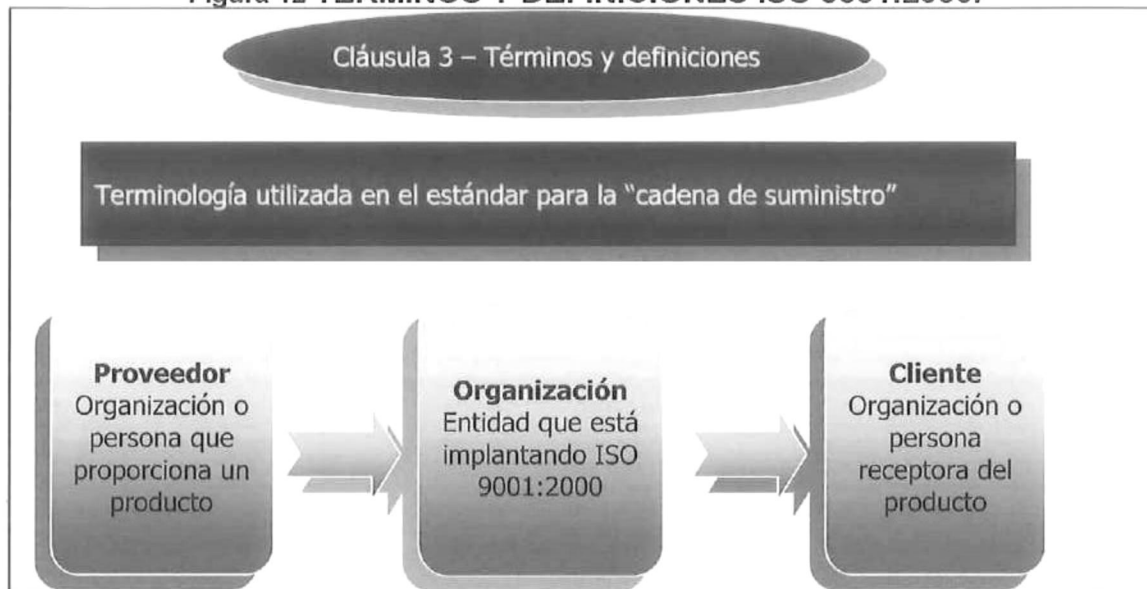 Cláusula 3 – Términos y definiciones
Terminología utilizada en el estándar para la “cadena de suministro”
Proveedor
Organización o
persona que
proporciona un
producto
Organización
Entidad que está
implantando ISO
9001:2000
Cliente
Organización o
persona
receptora del
producto